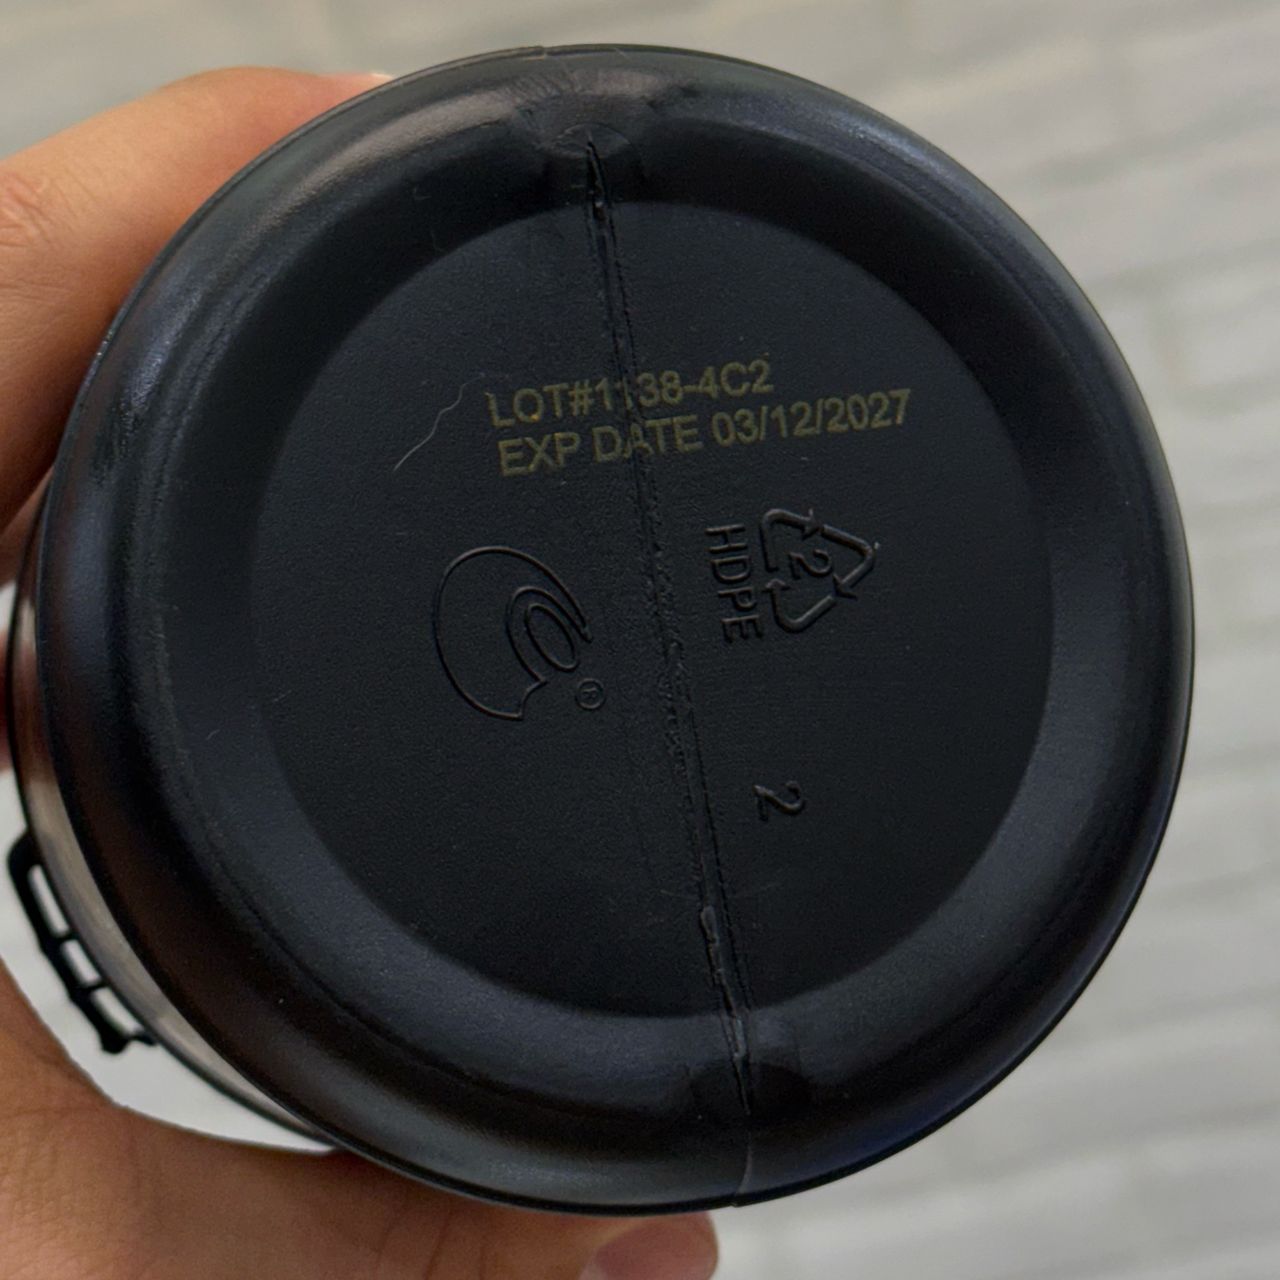 LOT#1138-4C2
EXP DATE 03/12/2027
2
HDPE
®
2